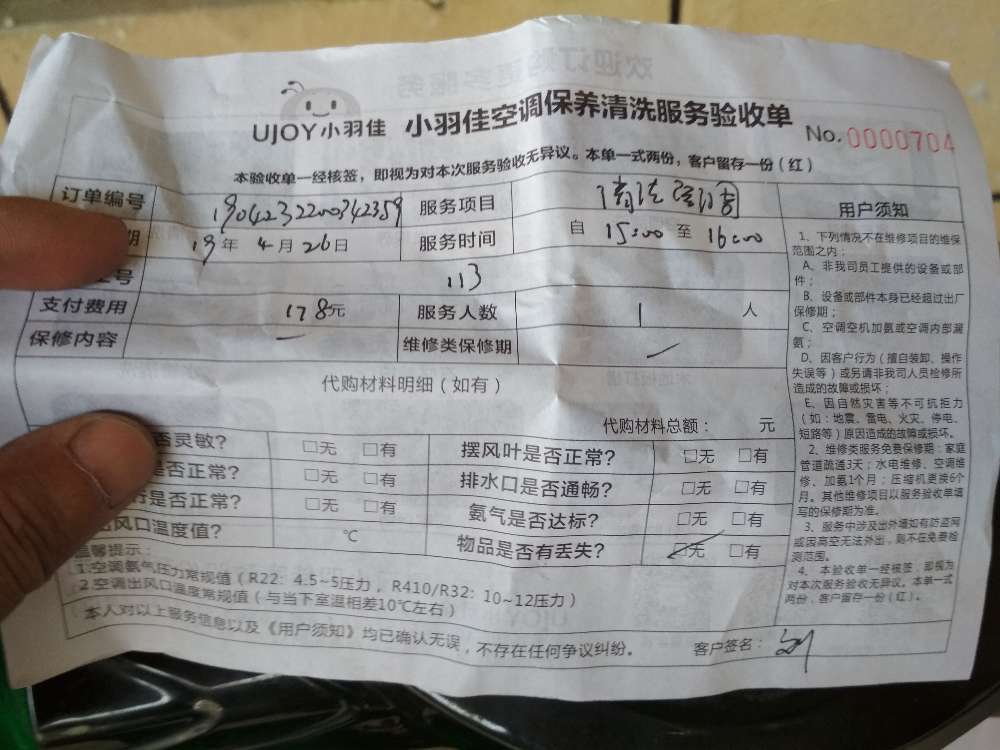 UJOY小羽佳 小羽佳空调保养清洗服务验收单 No.0000704
本验收单一经核签，即视为对本次服务验收无异议。本单一式两份，客户留存一份（红）
订单编号 1904232200342359 服务项目 清洗
期 19年4月26日 服务时间 自 15:00 至 16:00
号 113
支付费用 178元 服务人数 1 人
保修内容 — 维修类保修期
代购材料明细（如有）
代购材料总额： 元
否灵敏? □无 □有 摆风叶是否正常? □无 □有
是否正常? □无 □有 排水口是否通畅? □无 □有
是否正常? □无 □有 氨气是否达标? □无 □有
出风口温度值? ℃ 物品是否有丢失? □无 □有
温馨提示：
1.空调氨气压力常规值（R22：4.5~5压力，R410/R32：10~12压力）
2.空调出风口温度常规值（与当下室温相差10℃左右）
本人对以上服务信息以及《用户须知》均已确认无误，不存在任何争议纠纷。 客户签名：
用户须知
1、下列情况不在维修项目的维保
范围之内：
A、非我司员工提供的设备或部
件；
B、设备或部件本身已经超过出厂
保修期；
C、空调空机加氨或空调内部漏
氨；
D、因客户行为（擅自装卸、操作
失误等）或另请非我司人员检修所
造成的故障或损坏；
E、因自然灾害等不可抗拒力
（如：地震、雷电、火灾、停电、
短路等）原因造成的故障或损坏。
2、维修类服务免费保修期：家庭
管道疏通3天；水电维修、空调维
修、加氨1个月；压缩机更换6个
月。其他维修项目以服务验收单填
写的保修期为准。
3、服务中涉及出外墙如有防盗网
或因高空无法外出，则不在免费检
测范围。
4、本验收单一经核签，即视为
对本次服务验收无异议。本单一式
两份，客户留存一份（红）。